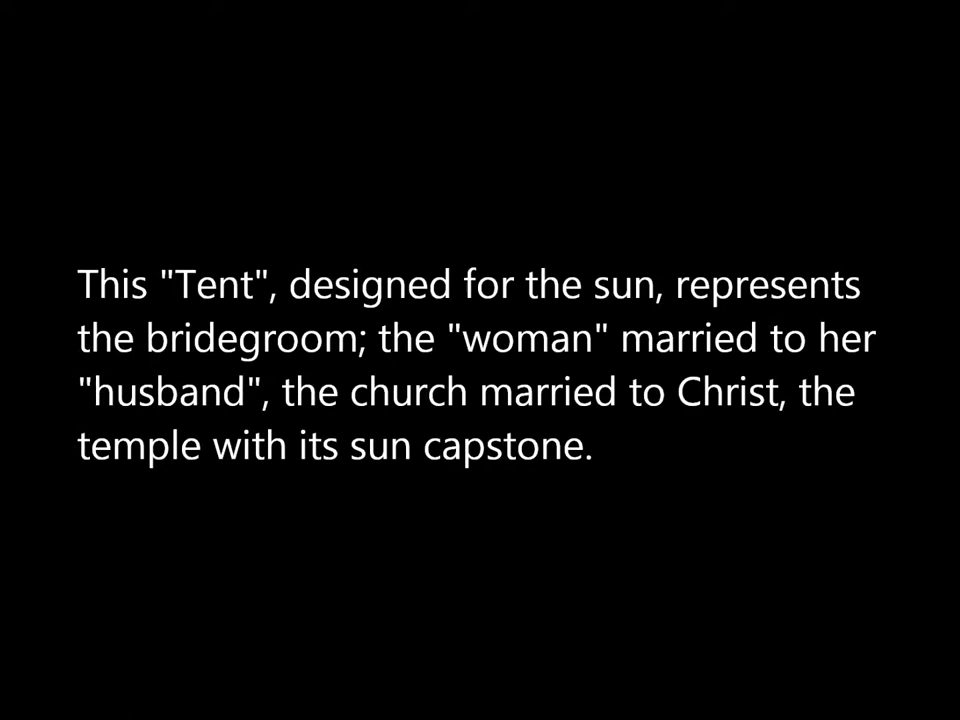 This "Tent", designed for the sun, represents
the bridegroom; the "woman" married to her
"husband", the church married to Christ, the
temple with its sun capstone.